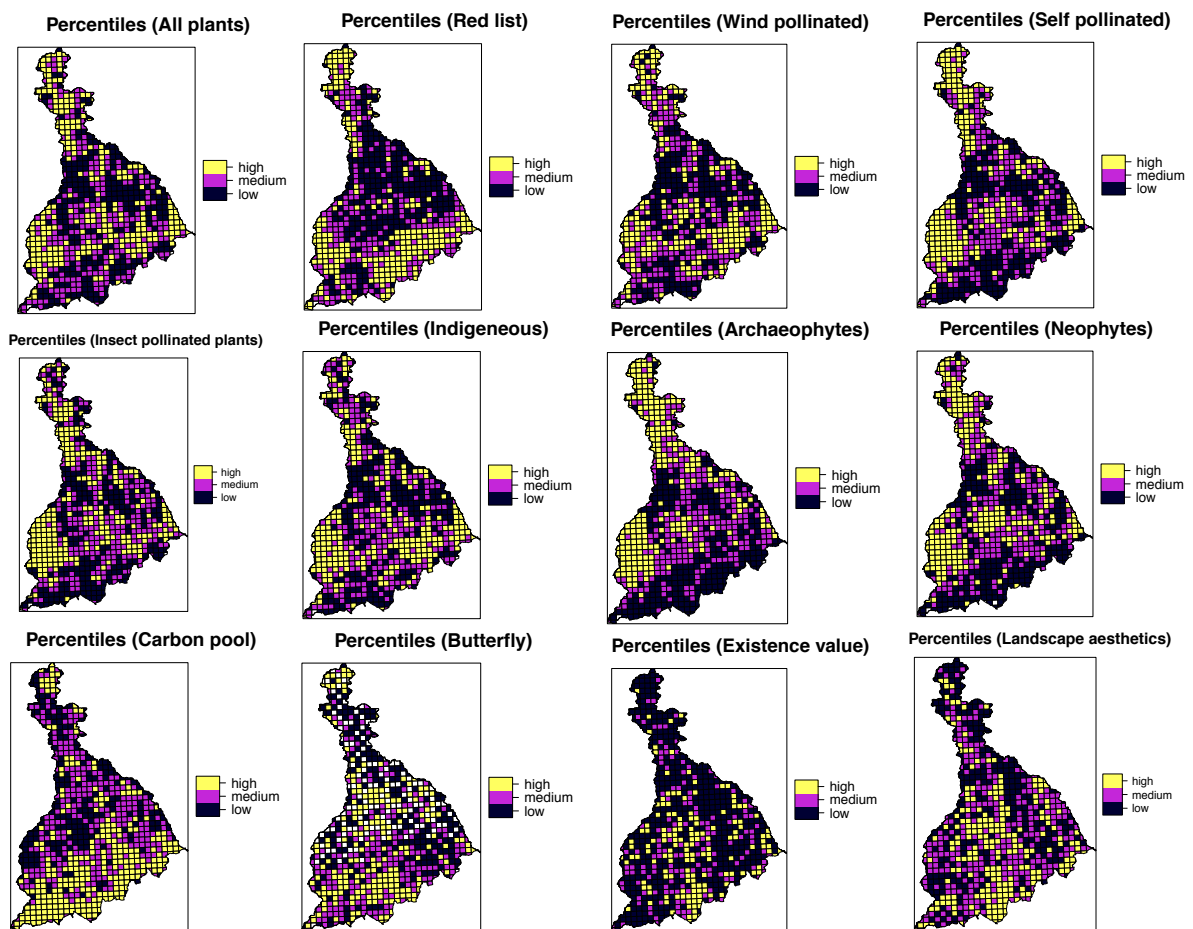 Percentiles (All plants)
Percentiles (Red list)
Percentiles (Wind pollinated)
Percentiles (Self pollinated)
high
medium
low
high
medium
low
high
medium
low
high
medium
low
Percentiles (Insect pollinated plants)
Percentiles (Indigeneous)
Percentiles (Archaeophytes)
Percentiles (Neophytes)
high
medium
low
high
medium
low
high
medium
low
high
medium
low
Percentiles (Carbon pool)
Percentiles (Butterfly)
Percentiles (Existence value)
Percentiles (Landscape aesthetics)
high
medium
low
high
medium
low
high
medium
low
high
medium
low